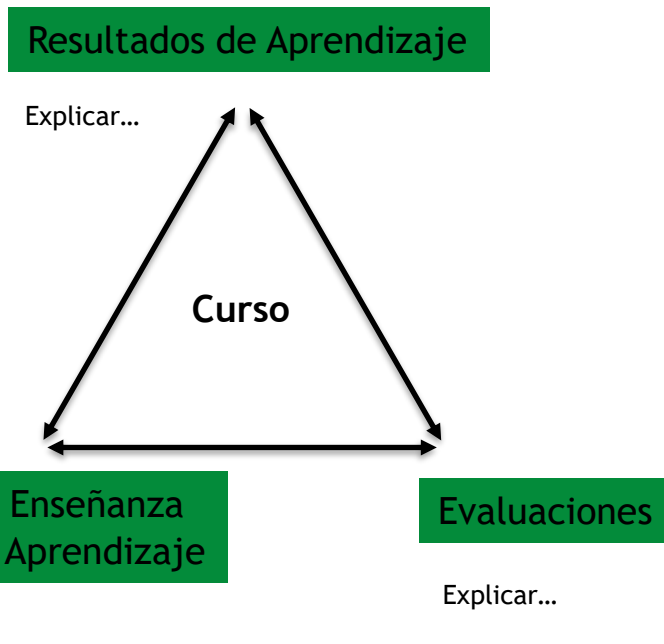 Resultados de Aprendizaje
Explicar…
Curso
Enseñanza
Aprendizaje
Evaluaciones
Explicar…